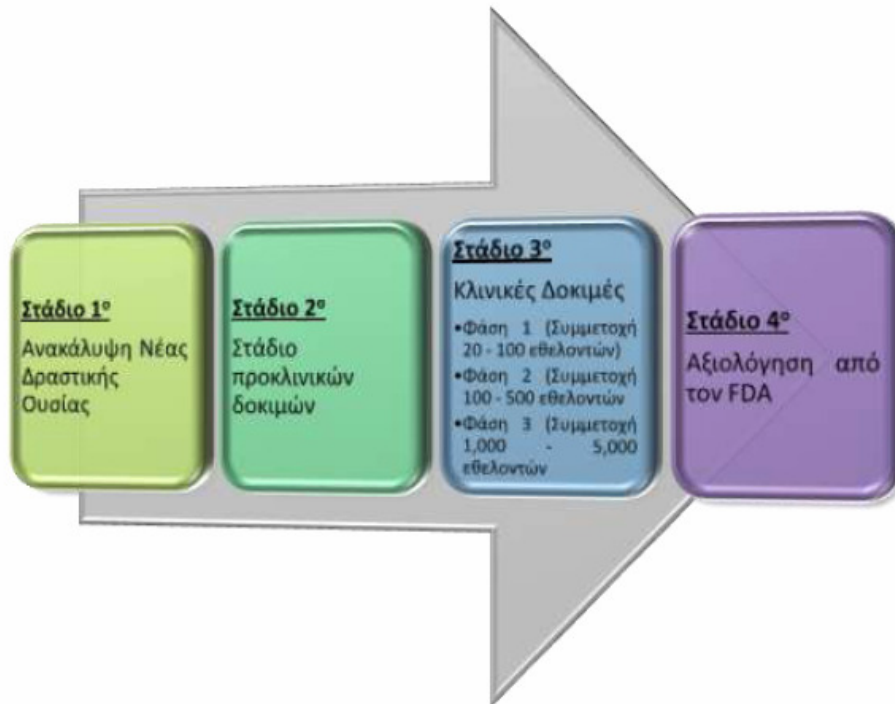 Στάδιο 1ο
Ανακάλυψη Νέας
Δραστικής
Ουσίας
Στάδιο 2ο
Στάδιο
προκλινικών
δοκιμών
Στάδιο 3ο
Κλινικές Δοκιμές
•Φάση 1 (Συμμετοχή
20 - 100 εθελοντών)
•Φάση 2 (Συμμετοχή
100 - 500 εθελοντών
•Φάση 3 (Συμμετοχή
1,000 - 5,000
εθελοντών
Στάδιο 4ο
Αξιολόγηση από
τον FDA